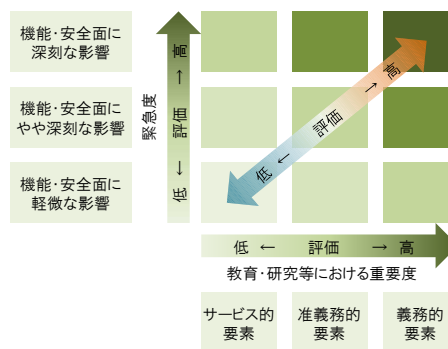 機能・安全面に
深刻な影響
機能・安全面に
やや深刻な影響
機能・安全面に
軽微な影響
緊急度
低 ← 評価 → 高
低 ← 評価 → 高
低 ← 評価 → 高
教育・研究等における重要度
サービス的
要素
准義務的
要素
義務的
要素